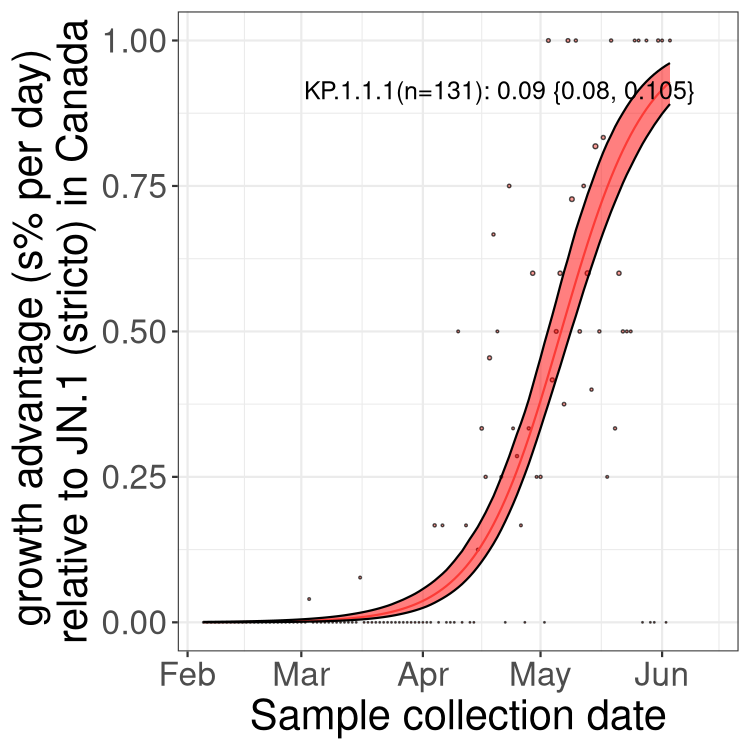 growth advantage (s% per day)
relative to JN.1 (stricto) in Canada
1.00
0.75
0.50
0.25
0.00
KP.1.1.1(n=131): 0.09 {0.08, 0.105}
Feb Mar Apr May Jun
Sample collection date